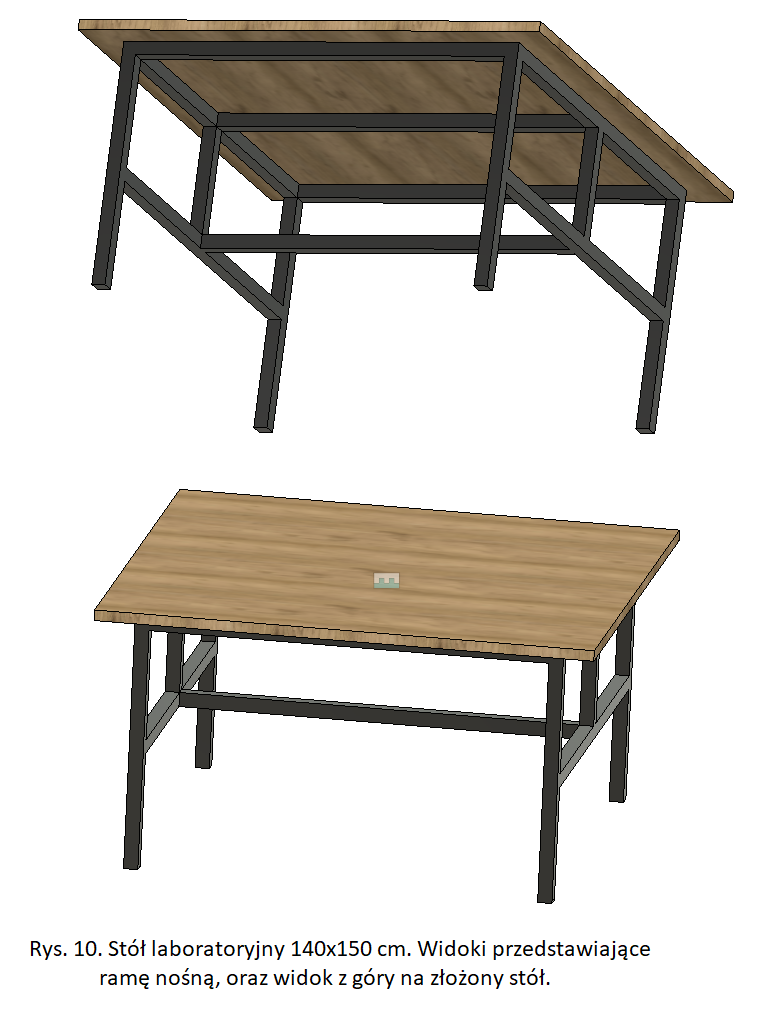 Rys. 10. Stół laboratoryjny 140x150 cm. Widoki przedstawiające
ramę nośną, oraz widok z góry na złożony stół.